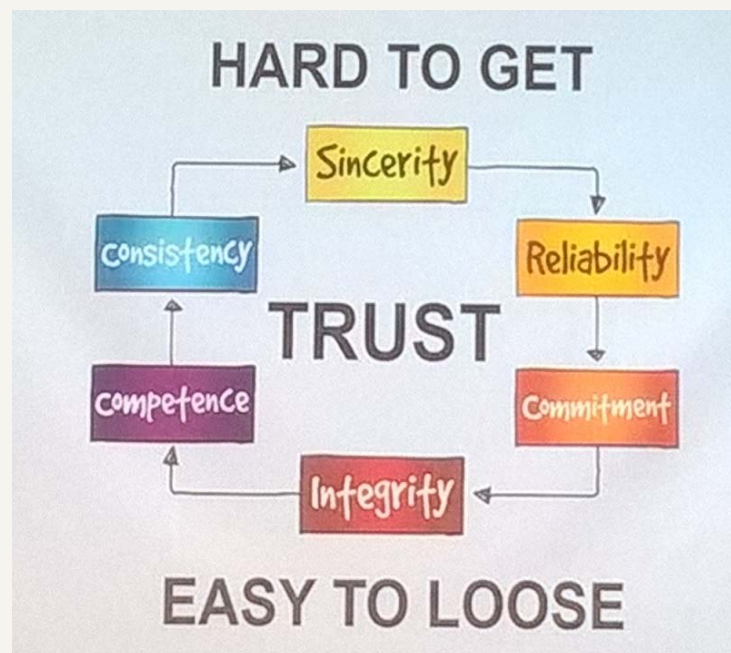 HARD TO GET
Sincerity
Consistency
Reliability
TRUST
Competence
Commitment
Integrity
EASY TO LOOSE